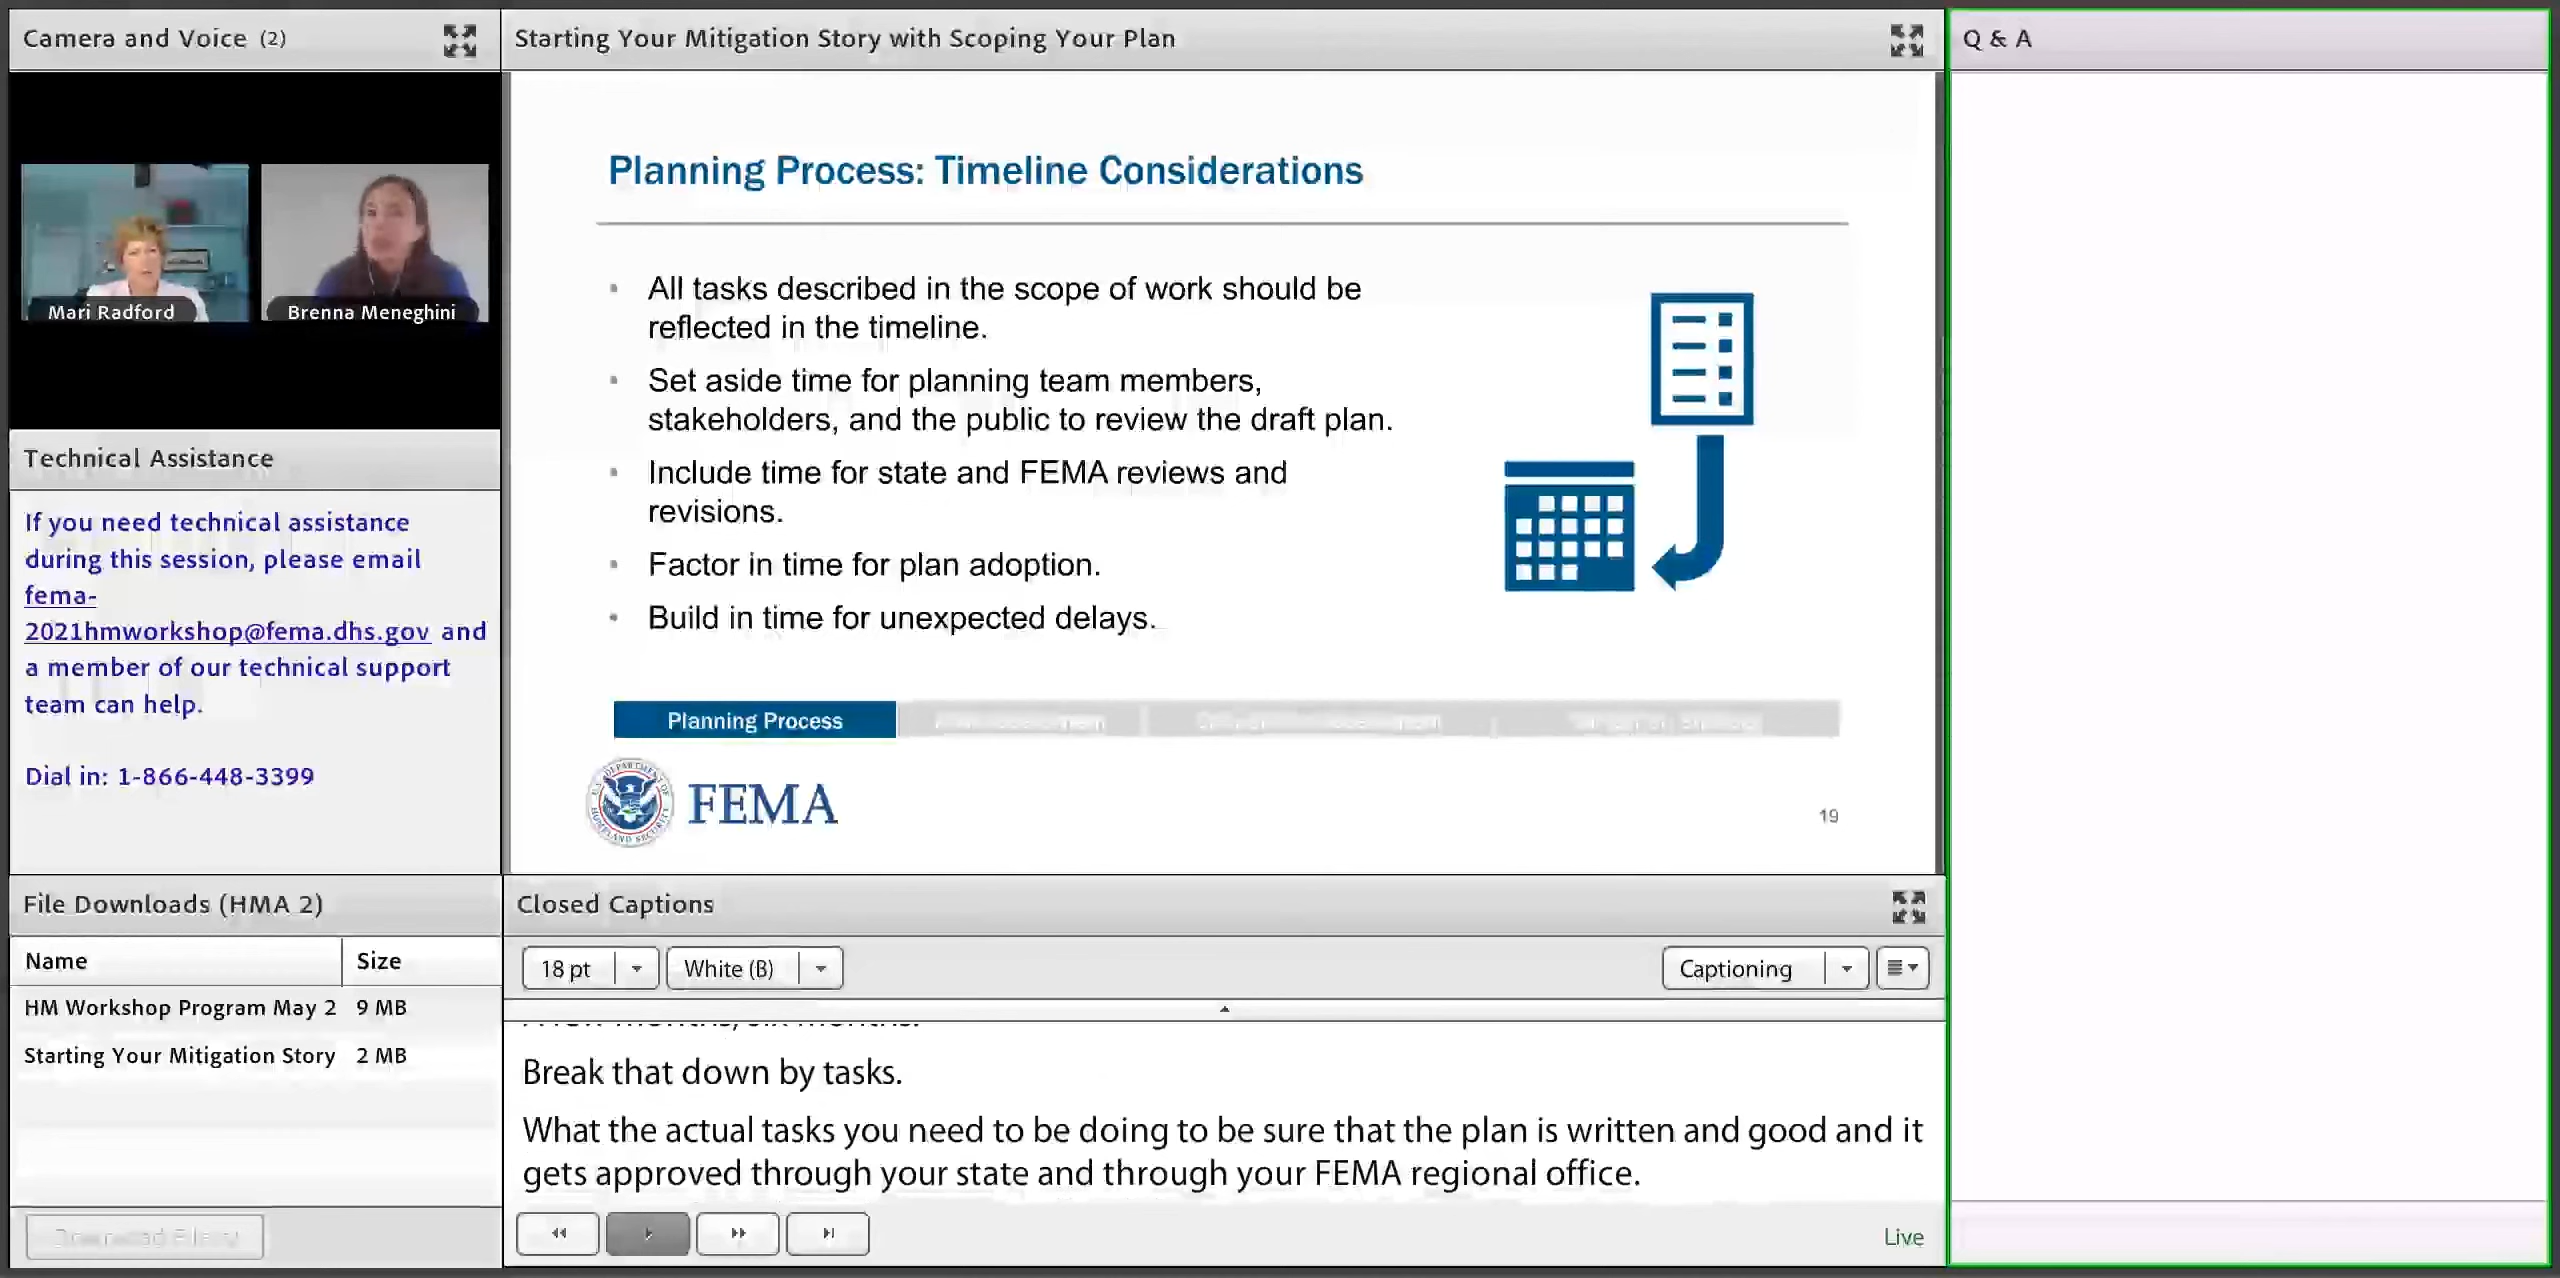 Camera and Voice (2)
Mari Radford
Brenna Meneghini
Technical Assistance
If you need technical assistance
during this session, please email
fema-
2021hmworkshop@fema.dhs.gov and
a member of our technical support
team can help.
Dial in: 1-866-448-3399
File Downloads (HMA 2)
Name Size
HM Workshop Program May 2 9 MB
Starting Your Mitigation Story 2 MB
Starting Your Mitigation Story with Scoping Your Plan
Planning Process: Timeline Considerations
All tasks described in the scope of work should be
reflected in the timeline.
Set aside time for planning team members,
stakeholders, and the public to review the draft plan.
Include time for state and FEMA reviews and
revisions.
Factor in time for plan adoption.
Build in time for unexpected delays.
Planning Process
U.S. DEPARTMENT OF HOMELAND SECURITY
FEMA
19
Closed Captions
18 pt White (B) Captioning
Break that down by tasks.
What the actual tasks you need to be doing to be sure that the plan is written and good and it
gets approved through your state and through your FEMA regional office.
Live
Q & A